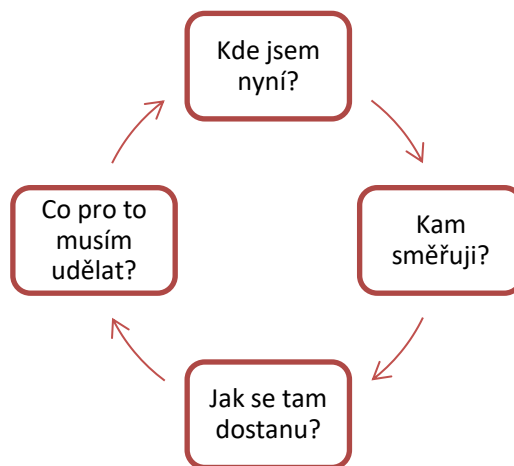 Kde jsem
nyní?
Kam
směřuji?
Jak se tam
dostanu?
Co pro to
musím
udělat?